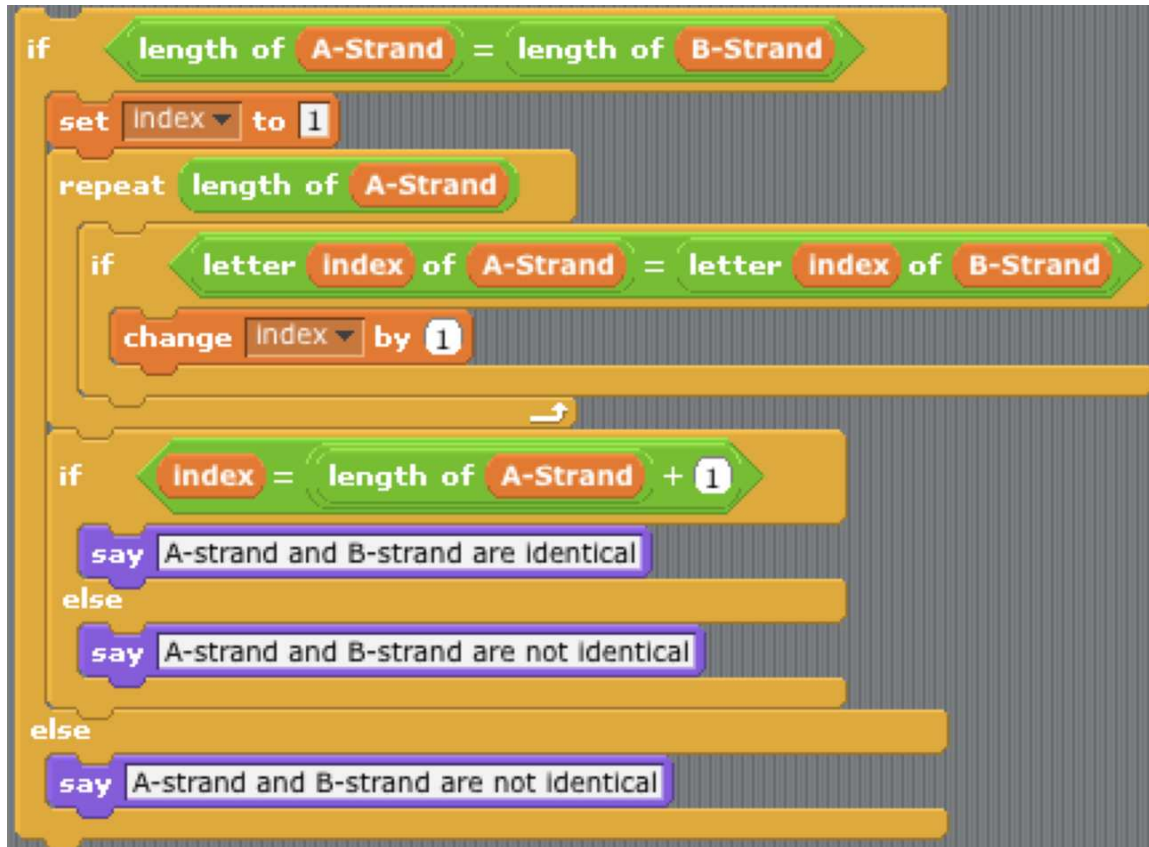 if length of A-Strand = length of B-Strand
set index to 1
repeat length of A-Strand
if letter index of A-Strand = letter index of B-Strand
change index by 1
if index = length of A-Strand + 1
say A-strand and B-strand are identical
else
say A-strand and B-strand are not identical
else
say A-strand and B-strand are not identical